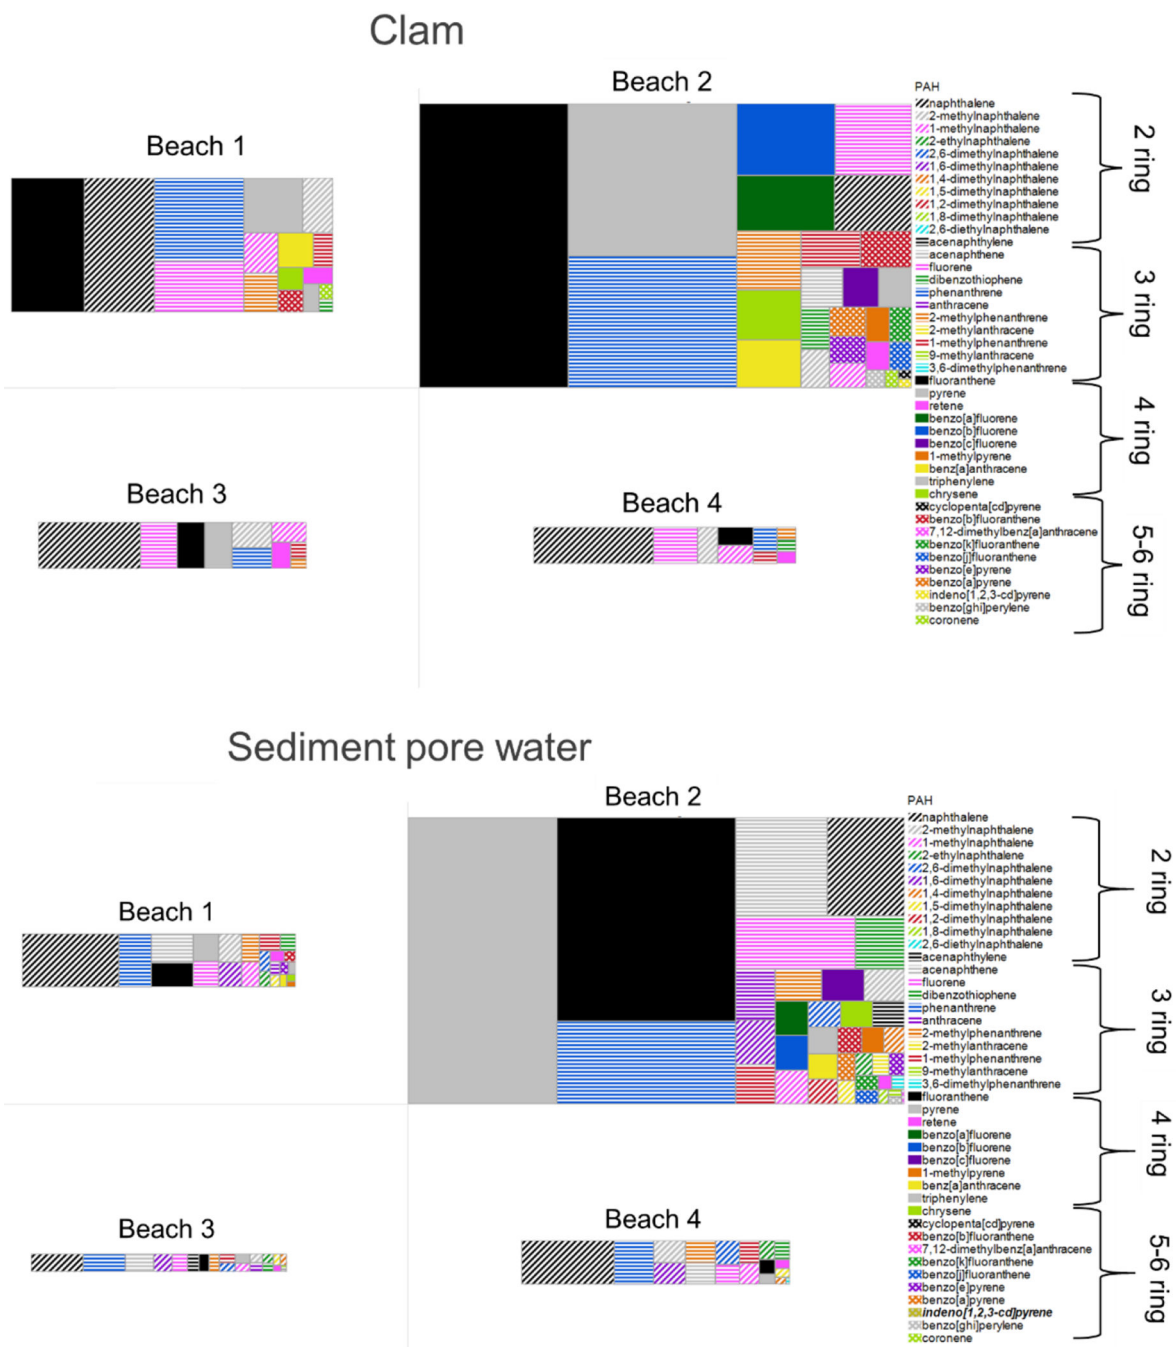 Clam
Beach 1
Beach 2
Beach 3
Beach 4
PAH
naphthalene
2-methylnaphthalene
1-methylnaphthalene
2-ethylnaphthalene
2,6-dimethylnaphthalene
1,6-dimethylnaphthalene
1,4-dimethylnaphthalene
1,5-dimethylnaphthalene
1,2-dimethylnaphthalene
1,8-dimethylnaphthalene
2,6-diethylnaphthalene
acenaphthylene
acenaphthene
fluorene
dibenzothiophene
phenanthrene
anthracene
2-methylphenanthrene
2-methylanthracene
1-methylphenanthrene
9-methylanthracene
3,6-dimethylphenanthrene
fluoranthene
pyrene
retene
benzo[a]fluorene
benzo[b]fluorene
benzo[c]fluorene
1-methylpyrene
benz[a]anthracene
triphenylene
chrysene
cyclopenta[cd]pyrene
benzo[b]fluoranthene
7,12-dimethylbenz[a]anthracene
benzo[k]fluoranthene
benzo[j]fluoranthene
benzo[e]pyrene
benzo[a]pyrene
indeno[1,2,3-cd]pyrene
benzo[ghi]perylene
coronene
2 ring
3 ring
4 ring
5-6 ring
Sediment pore water
Beach 1
Beach 2
Beach 3
Beach 4
PAH
naphthalene
2-methylnaphthalene
1-methylnaphthalene
2-ethylnaphthalene
2,6-dimethylnaphthalene
1,6-dimethylnaphthalene
1,4-dimethylnaphthalene
1,5-dimethylnaphthalene
1,2-dimethylnaphthalene
1,8-dimethylnaphthalene
2,6-diethylnaphthalene
acenaphthylene
acenaphthene
fluorene
dibenzothiophene
phenanthrene
anthracene
2-methylphenanthrene
2-methylanthracene
1-methylphenanthrene
9-methylanthracene
3,6-dimethylphenanthrene
fluoranthene
pyrene
retene
benzo[a]fluorene
benzo[b]fluorene
benzo[c]fluorene
1-methylpyrene
benz[a]anthracene
triphenylene
chrysene
cyclopenta[cd]pyrene
benzo[b]fluoranthene
7,12-dimethylbenz[a]anthracene
benzo[k]fluoranthene
benzo[j]fluoranthene
benzo[e]pyrene
benzo[a]pyrene
indeno[1,2,3-cd]pyrene
benzo[ghi]perylene
coronene
2 ring
3 ring
4 ring
5-6 ring